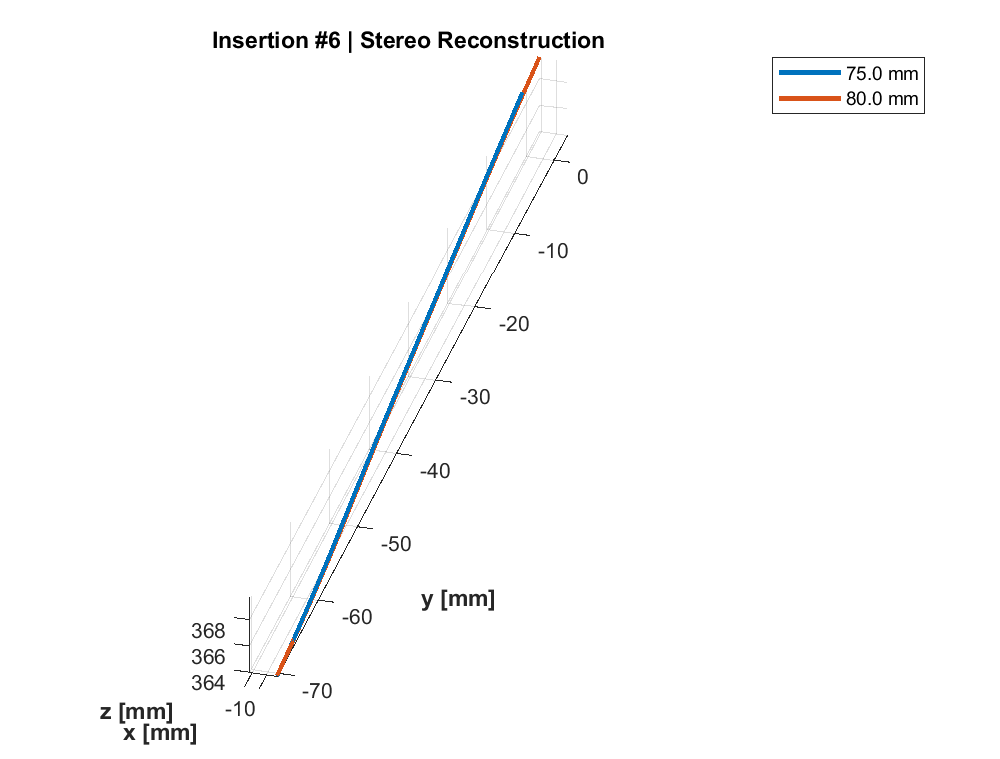 Insertion #6 | Stereo Reconstruction
75.0 mm
80.0 mm
0
-10
-20
-30
-40
-50
-60
-70
y [mm]
368
366
364
-10
z [mm]
x [mm]